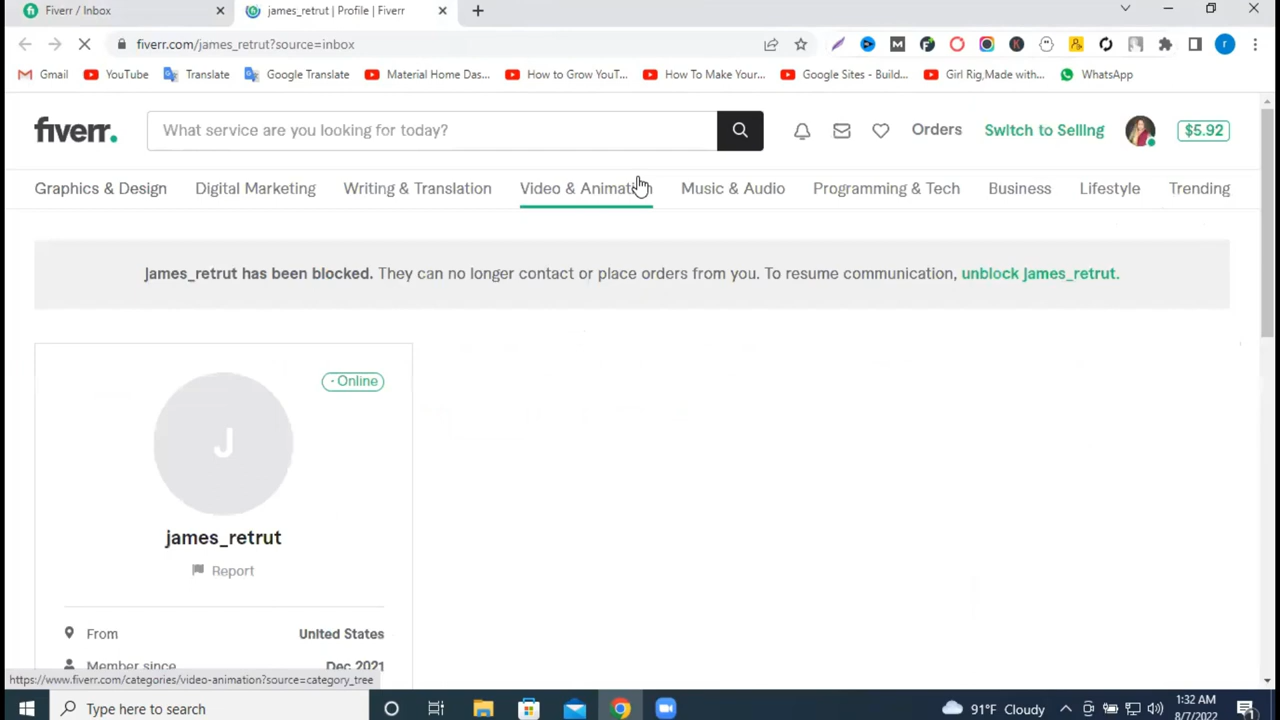 Fiverr / Inbox
james_retrut | Profile | Fiverr
fiverr.com/james_retrut?source=inbox
r
Gmail
YouTube
Translate
Google Translate
Material Home Das...
How to Grow YouT...
How To Make Your...
Google Sites - Build...
Girl Rig,Made with...
WhatsApp
fiverr.
What service are you looking for today?
Orders
Switch to Selling
$5.92
Graphics & Design
Digital Marketing
Writing & Translation
Video & Animation
Music & Audio
Programming & Tech
Business
Lifestyle
Trending
james_retrut has been blocked. They can no longer contact or place orders from you. To resume communication, unblock james_retrut.
Online
J
james_retrut
Report
From United States
Member since Dec 2021
https://www.fiverr.com/categories/video-animation?source=category_tree
Type here to search
91°F Cloudy
1:32 AM
8/7/2022
1